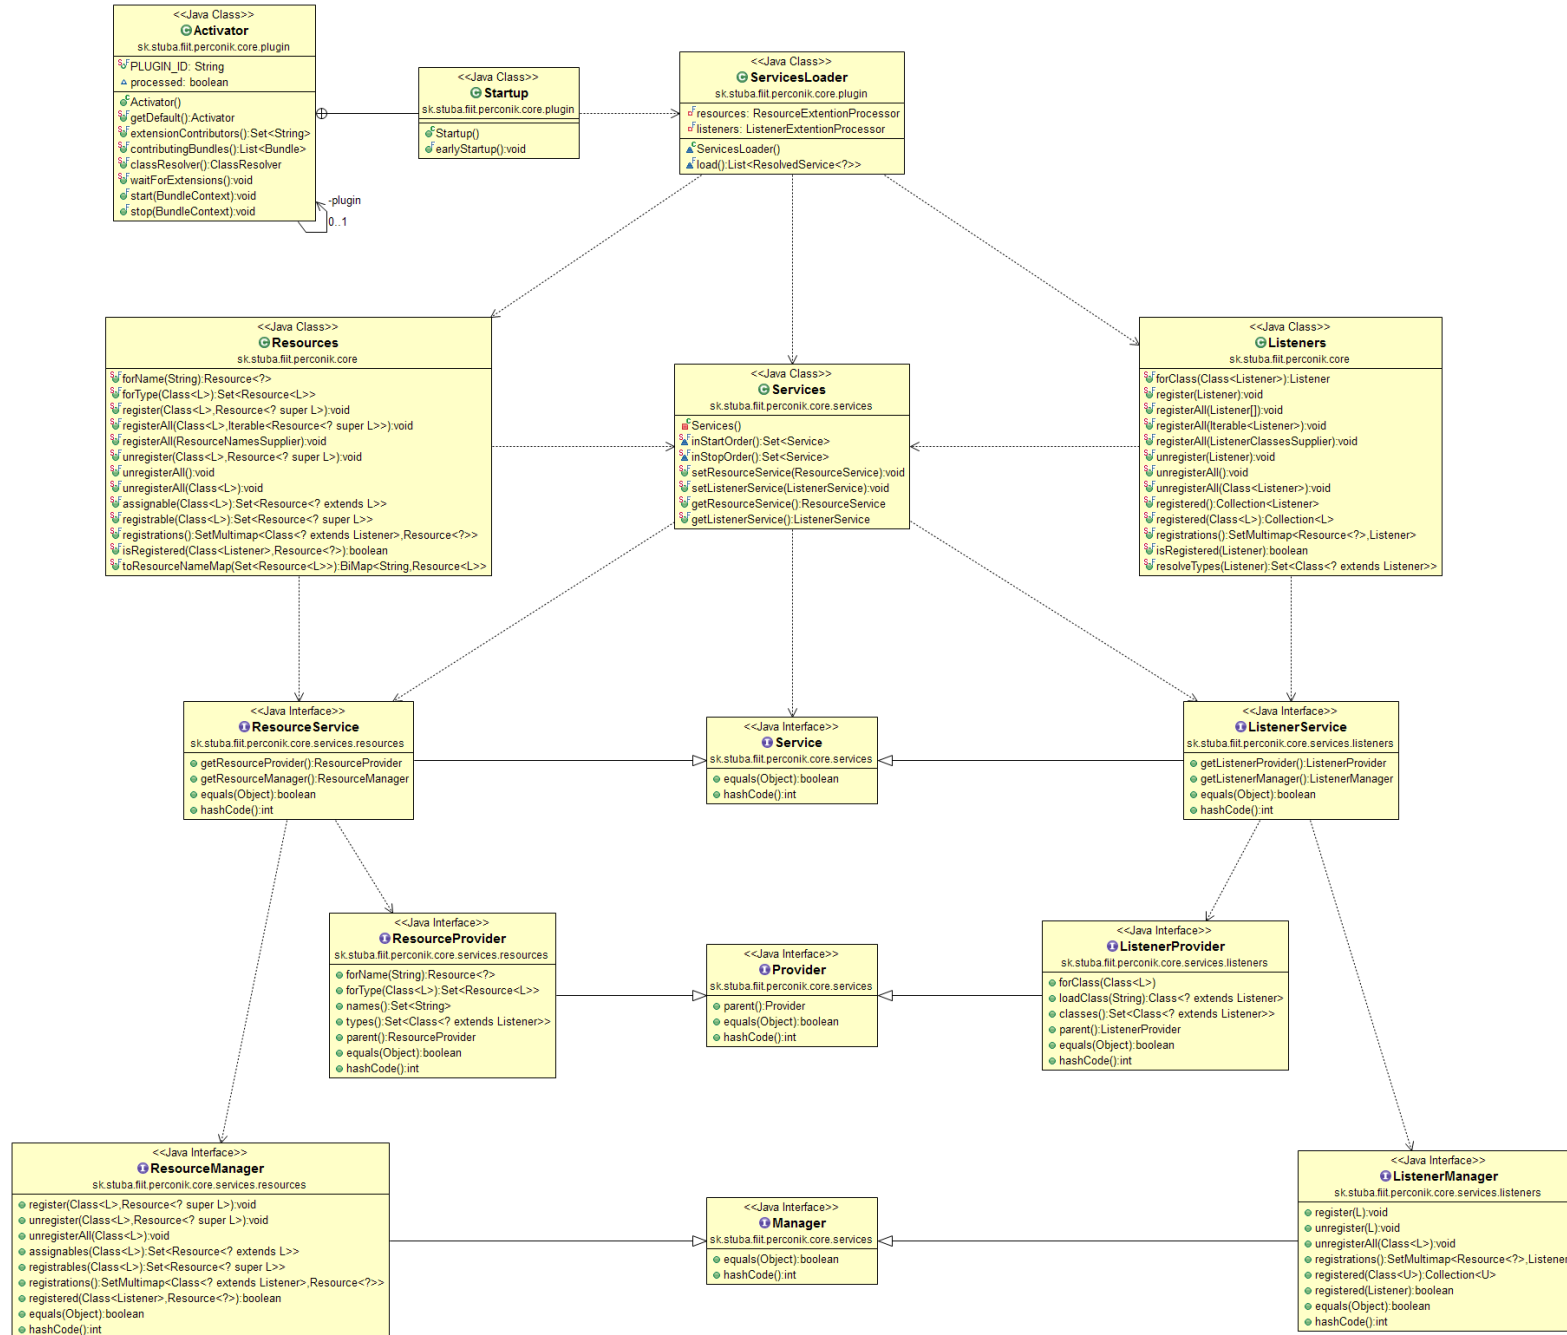 <<Java Class>>
Activator
sk.stuba.fiit.perconik.core.plugin
PLUGIN_ID: String
processed: boolean
Activator()
getDefault():Activator
extensionContributors():Set<String>
contributingBundles():List<Bundle>
classResolver():ClassResolver
waitForExtensions():void
start(BundleContext):void
stop(BundleContext):void
-plugin
0..1
<<Java Class>>
Startup
sk.stuba.fiit.perconik.core.plugin
Startup()
earlyStartup():void
<<Java Class>>
ServicesLoader
sk.stuba.fiit.perconik.core.plugin
resources: ResourceExtentionProcessor
listeners: ListenerExtentionProcessor
ServicesLoader()
load():List<ResolvedService<?>>
<<Java Class>>
Resources
sk.stuba.fiit.perconik.core
forName(String):Resource<?>
forType(Class<L>):Set<Resource<L>>
register(Class<L>,Resource<? super L>):void
registerAll(Class<L>,Iterable<Resource<? super L>>):void
registerAll(ResourceNamesSupplier):void
unregister(Class<L>,Resource<? super L>):void
unregisterAll():void
unregisterAll(Class<L>):void
assignable(Class<L>):Set<Resource<? extends L>>
registrable(Class<L>):Set<Resource<? super L>>
registrations():SetMultimap<Class<? extends Listener>,Resource<?>>
isRegistered(Class<Listener>,Resource<?>):boolean
toResourceNameMap(Set<Resource<L>>):BiMap<String,Resource<L>>
<<Java Class>>
Services
sk.stuba.fiit.perconik.core.services
Services()
inStartOrder():Set<Service>
inStopOrder():Set<Service>
setResourceService(ResourceService):void
setListenerService(ListenerService):void
getResourceService():ResourceService
getListenerService():ListenerService
<<Java Class>>
Listeners
sk.stuba.fiit.perconik.core
forClass(Class<Listener>):Listener
register(Listener):void
registerAll(Listener[]):void
registerAll(Iterable<Listener>):void
registerAll(ListenerClassesSupplier):void
unregister(Listener):void
unregisterAll():void
unregisterAll(Class<Listener>):void
registered():Collection<Listener>
registered(Class<L>):Collection<L>
registrations():SetMultimap<Resource<?>,Listener>
isRegistered(Listener):boolean
resolveTypes(Listener):Set<Class<? extends Listener>>
<<Java Interface>>
ResourceService
sk.stuba.fiit.perconik.core.services.resources
getResourceProvider():ResourceProvider
getResourceManager():ResourceManager
equals(Object):boolean
hashCode():int
<<Java Interface>>
Service
sk.stuba.fiit.perconik.core.services
equals(Object):boolean
hashCode():int
<<Java Interface>>
ListenerService
sk.stuba.fiit.perconik.core.services.listeners
getListenerProvider():ListenerProvider
getListenerManager():ListenerManager
equals(Object):boolean
hashCode():int
<<Java Interface>>
ResourceProvider
sk.stuba.fiit.perconik.core.services.resources
forName(String):Resource<?>
forType(Class<L>):Set<Resource<L>>
names():Set<String>
types():Set<Class<? extends Listener>>
parent():ResourceProvider
equals(Object):boolean
hashCode():int
<<Java Interface>>
Provider
sk.stuba.fiit.perconik.core.services
parent():Provider
equals(Object):boolean
hashCode():int
<<Java Interface>>
ListenerProvider
sk.stuba.fiit.perconik.core.services.listeners
forClass(Class<L>)
loadClass(String):Class<? extends Listener>
classes():Set<Class<? extends Listener>>
parent():ListenerProvider
equals(Object):boolean
hashCode():int
<<Java Interface>>
ResourceManager
sk.stuba.fiit.perconik.core.services.resources
register(Class<L>,Resource<? super L>):void
unregister(Class<L>,Resource<? super L>):void
unregisterAll(Class<L>):void
assignables(Class<L>):Set<Resource<? extends L>>
registrables(Class<L>):Set<Resource<? super L>>
registrations():SetMultimap<Class<? extends Listener>,Resource<?>>
registered(Class<Listener>,Resource<?>):boolean
equals(Object):boolean
hashCode():int
<<Java Interface>>
Manager
sk.stuba.fiit.perconik.core.services
equals(Object):boolean
hashCode():int
<<Java Interface>>
ListenerManager
sk.stuba.fiit.perconik.core.services.listeners
register(L):void
unregister(L):void
unregisterAll(Class<L>):void
registrations():SetMultimap<Resource<?>,Listener
registered(Class<U>):Collection<U>
registered(Listener):boolean
equals(Object):boolean
hashCode():int